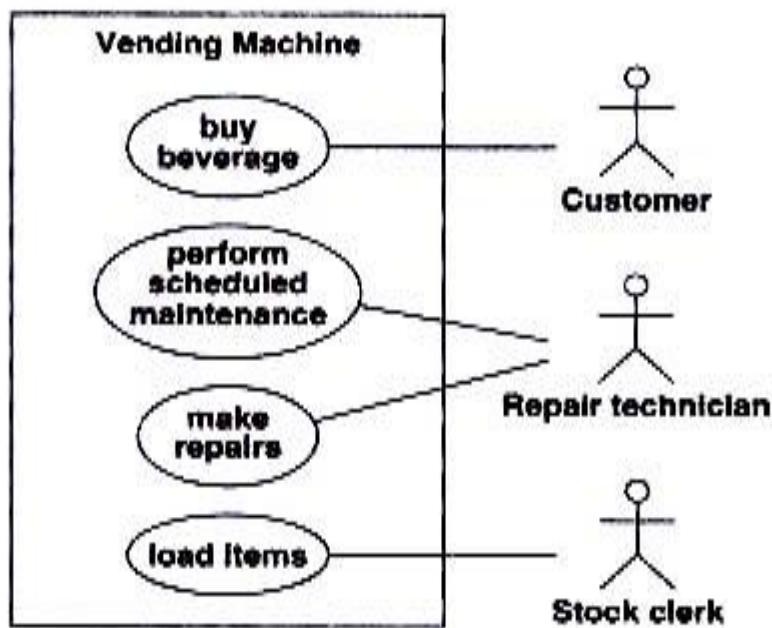 Vending Machine
buy
beverage
Customer
perform
scheduled
maintenance
Repair technician
make
repairs
load items
Stock clerk